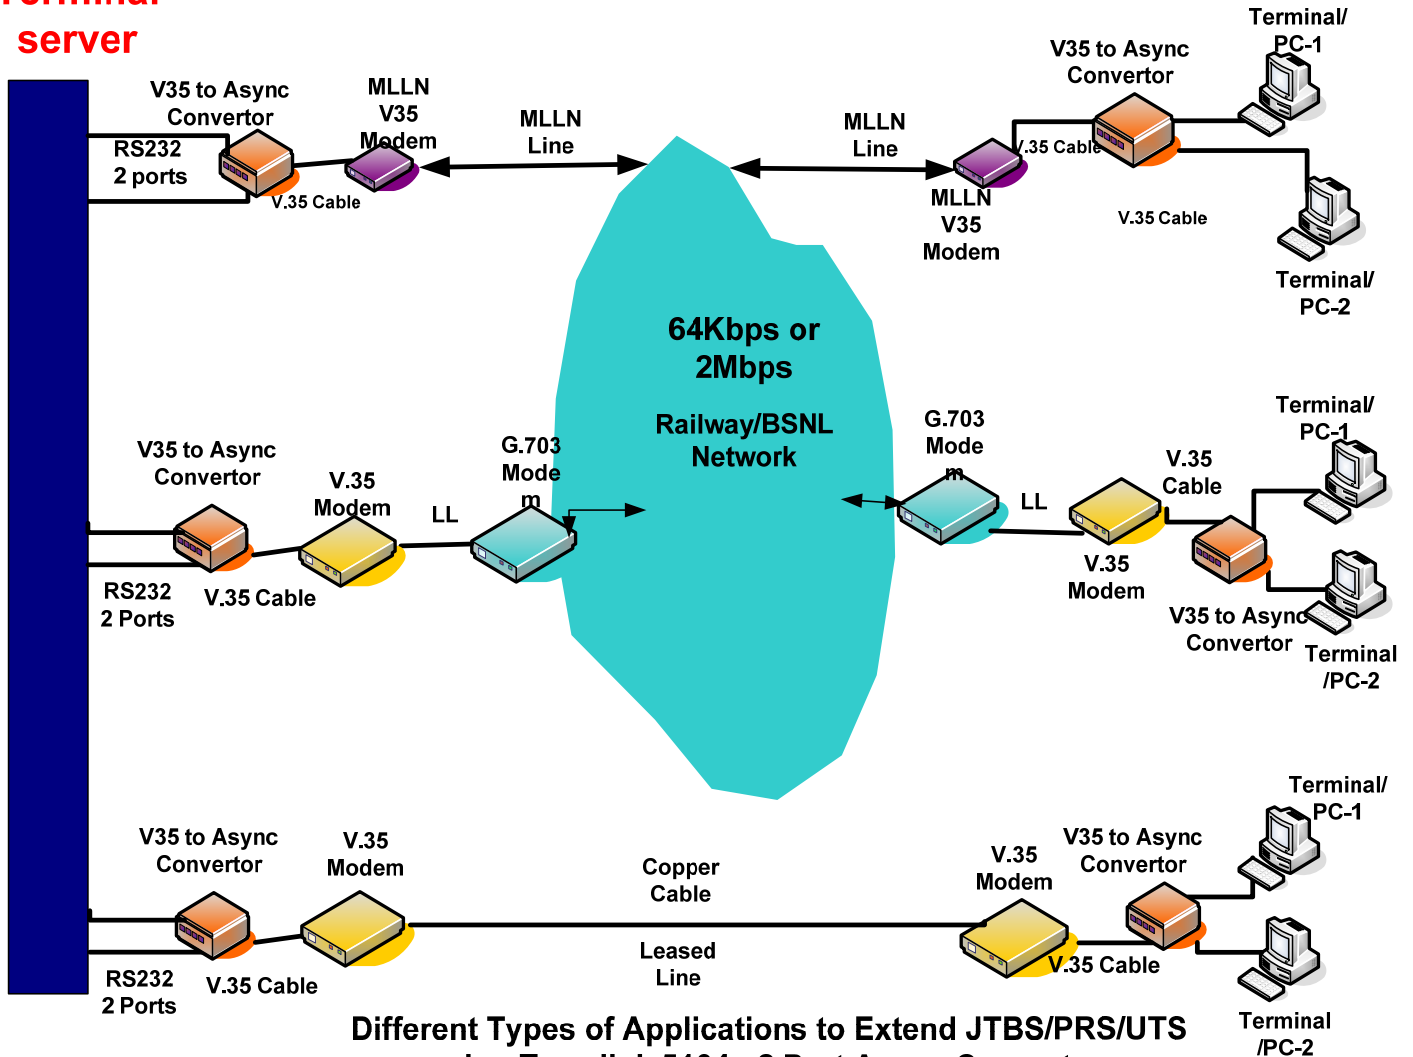 Terminal
server
V35 to Async
Convertor
MLLN
V35
Modem
RS232
2 ports
V.35 Cable
MLLN
Line
MLLN
Line
V35 to Async
Convertor
Terminal/
PC-1
V.35 Cable
MLLN
V35
Modem
V.35 Cable
Terminal/
PC-2
64Kbps or
2Mbps
Railway/BSNL
Network
V35 to Async
Convertor
V.35
Modem
LL
G.703
Mode
m
RS232
2 Ports
V.35 Cable
G.703
Mode
m
LL
V.35
Cable
V.35
Modem
Terminal/
PC-1
V35 to Async
Convertor
Terminal
/PC-2
V35 to Async
Convertor
V.35
Modem
RS232
2 Ports
V.35 Cable
Copper
Cable
Leased
Line
V.35
Modem
V35 to Async
Convertor
V.35 Cable
Terminal/
PC-1
Terminal
/PC-2
Different Types of Applications to Extend JTBS/PRS/UTS